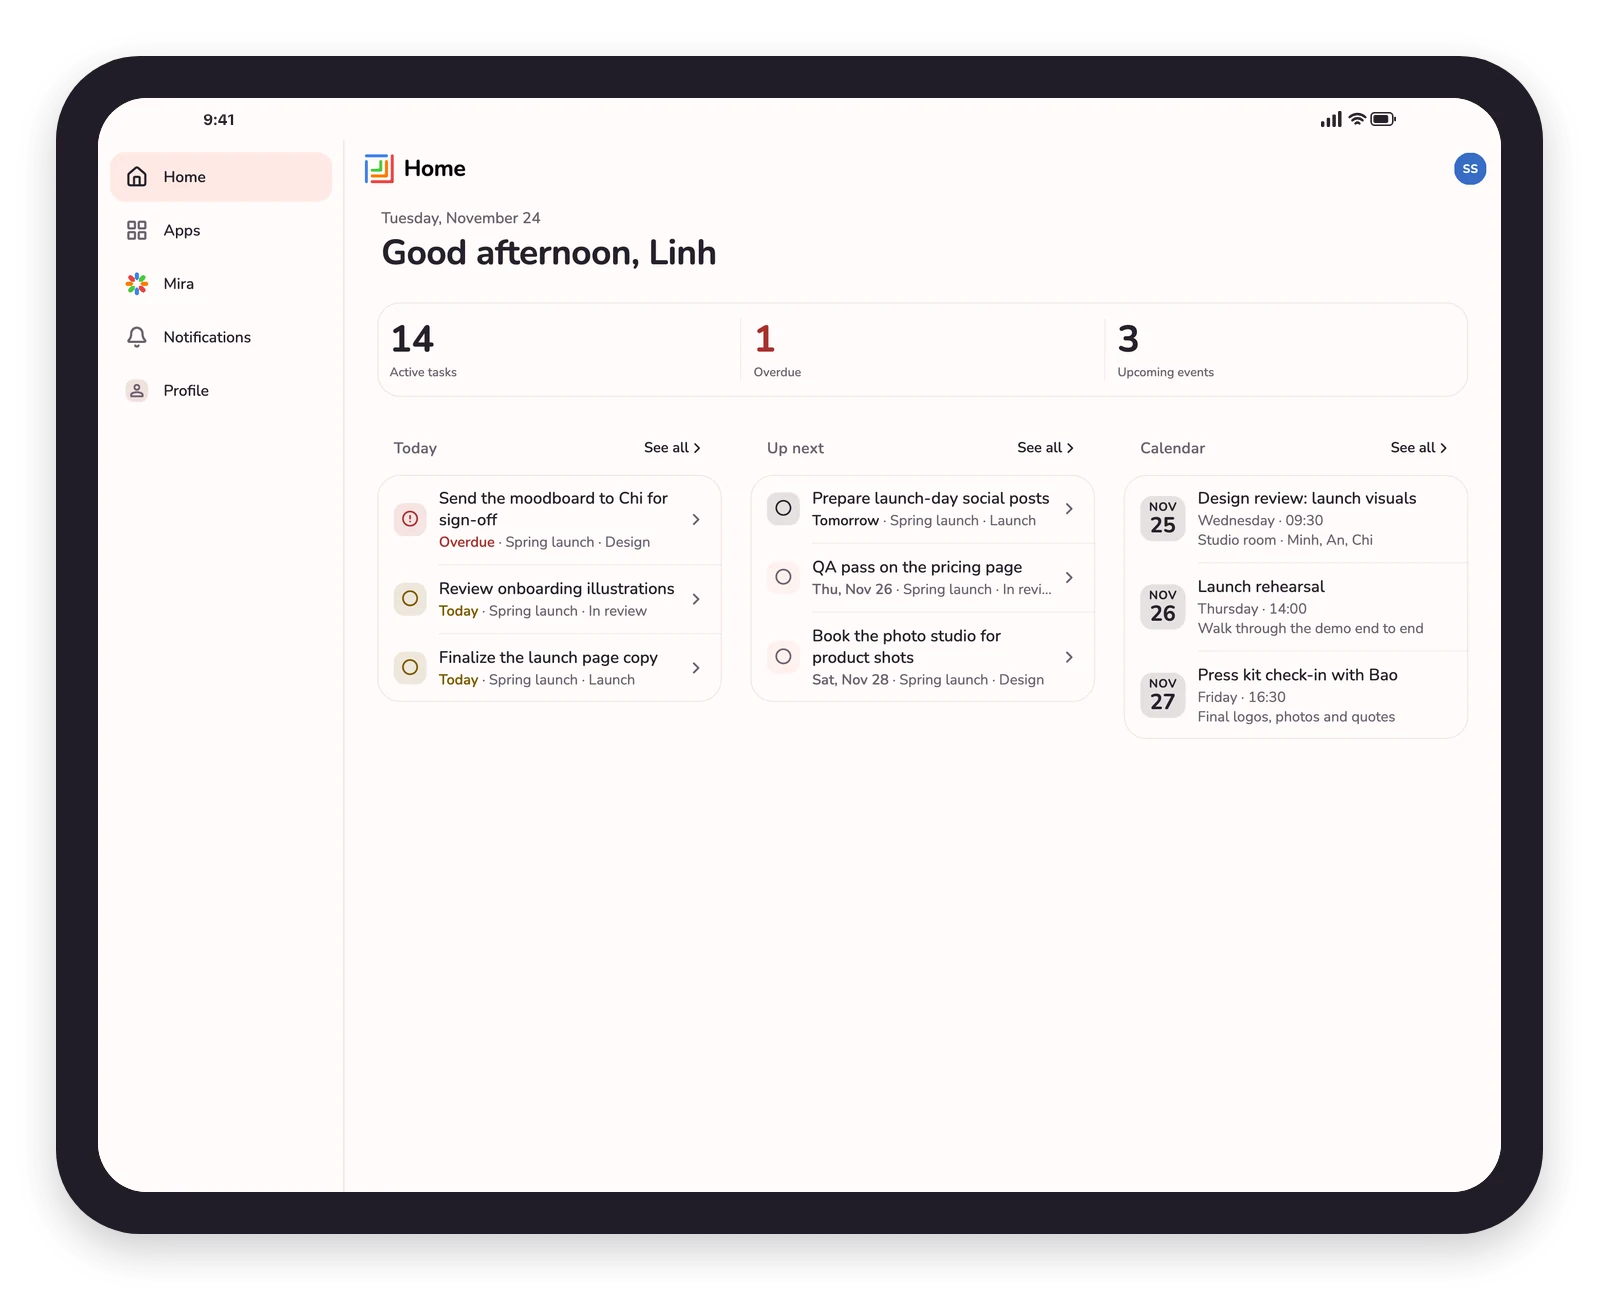 9:41
Home
Apps
Mira
Notifications
Profile
Home
SS
Tuesday, November 24
Good afternoon, Linh
14
Active tasks
1
Overdue
3
Upcoming events
Today
See all
Send the moodboard to Chi for
sign-off
Overdue · Spring launch · Design
Review onboarding illustrations
Today · Spring launch · In review
Finalize the launch page copy
Today · Spring launch · Launch
Up next
See all
Prepare launch-day social posts
Tomorrow · Spring launch · Launch
QA pass on the pricing page
Thu, Nov 26 · Spring launch · In revi...
Book the photo studio for
product shots
Sat, Nov 28 · Spring launch · Design
Calendar
See all
NOV
25
Design review: launch visuals
Wednesday · 09:30
Studio room · Minh, An, Chi
NOV
26
Launch rehearsal
Thursday · 14:00
Walk through the demo end to end
NOV
27
Press kit check-in with Bao
Friday · 16:30
Final logos, photos and quotes